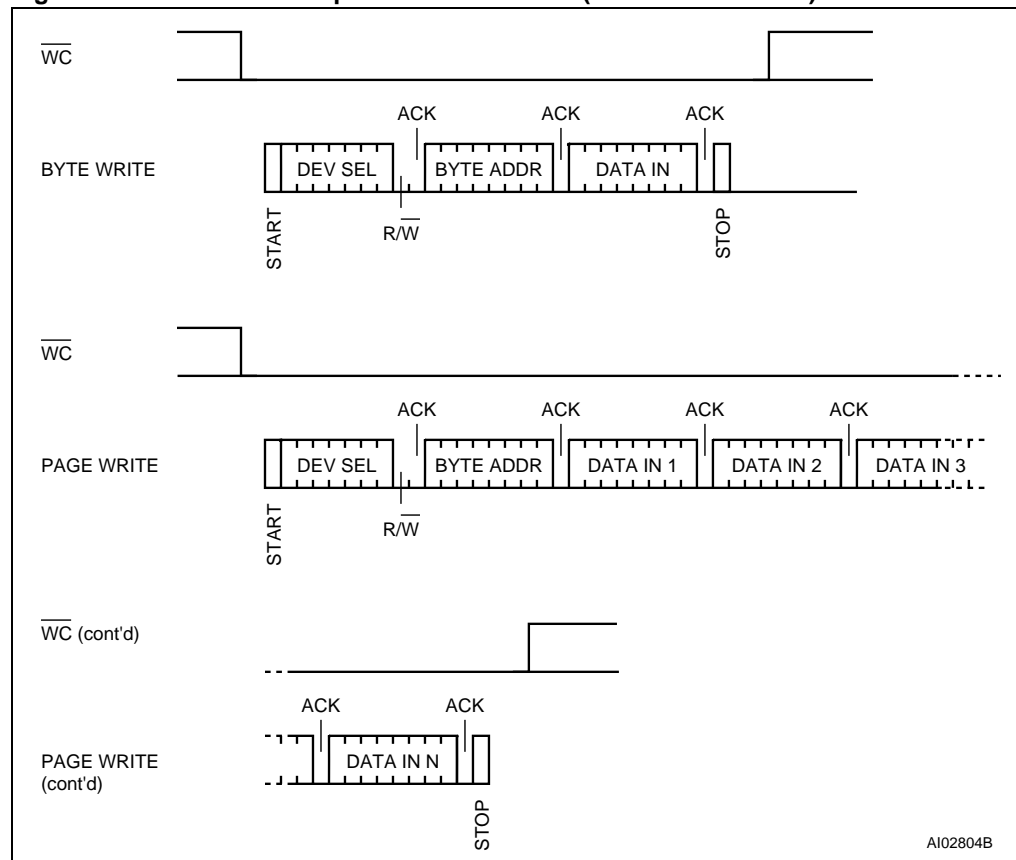 WC
ACK ACK ACK
BYTE WRITE DEV SEL BYTE ADDR DATA IN
R/W
START STOP
WC
ACK ACK ACK ACK
PAGE WRITE DEV SEL BYTE ADDR DATA IN 1 DATA IN 2 DATA IN 3
R/W
START
WC (cont'd)
ACK ACK
PAGE WRITE DATA IN N
(cont'd)
STOP
AI02804B